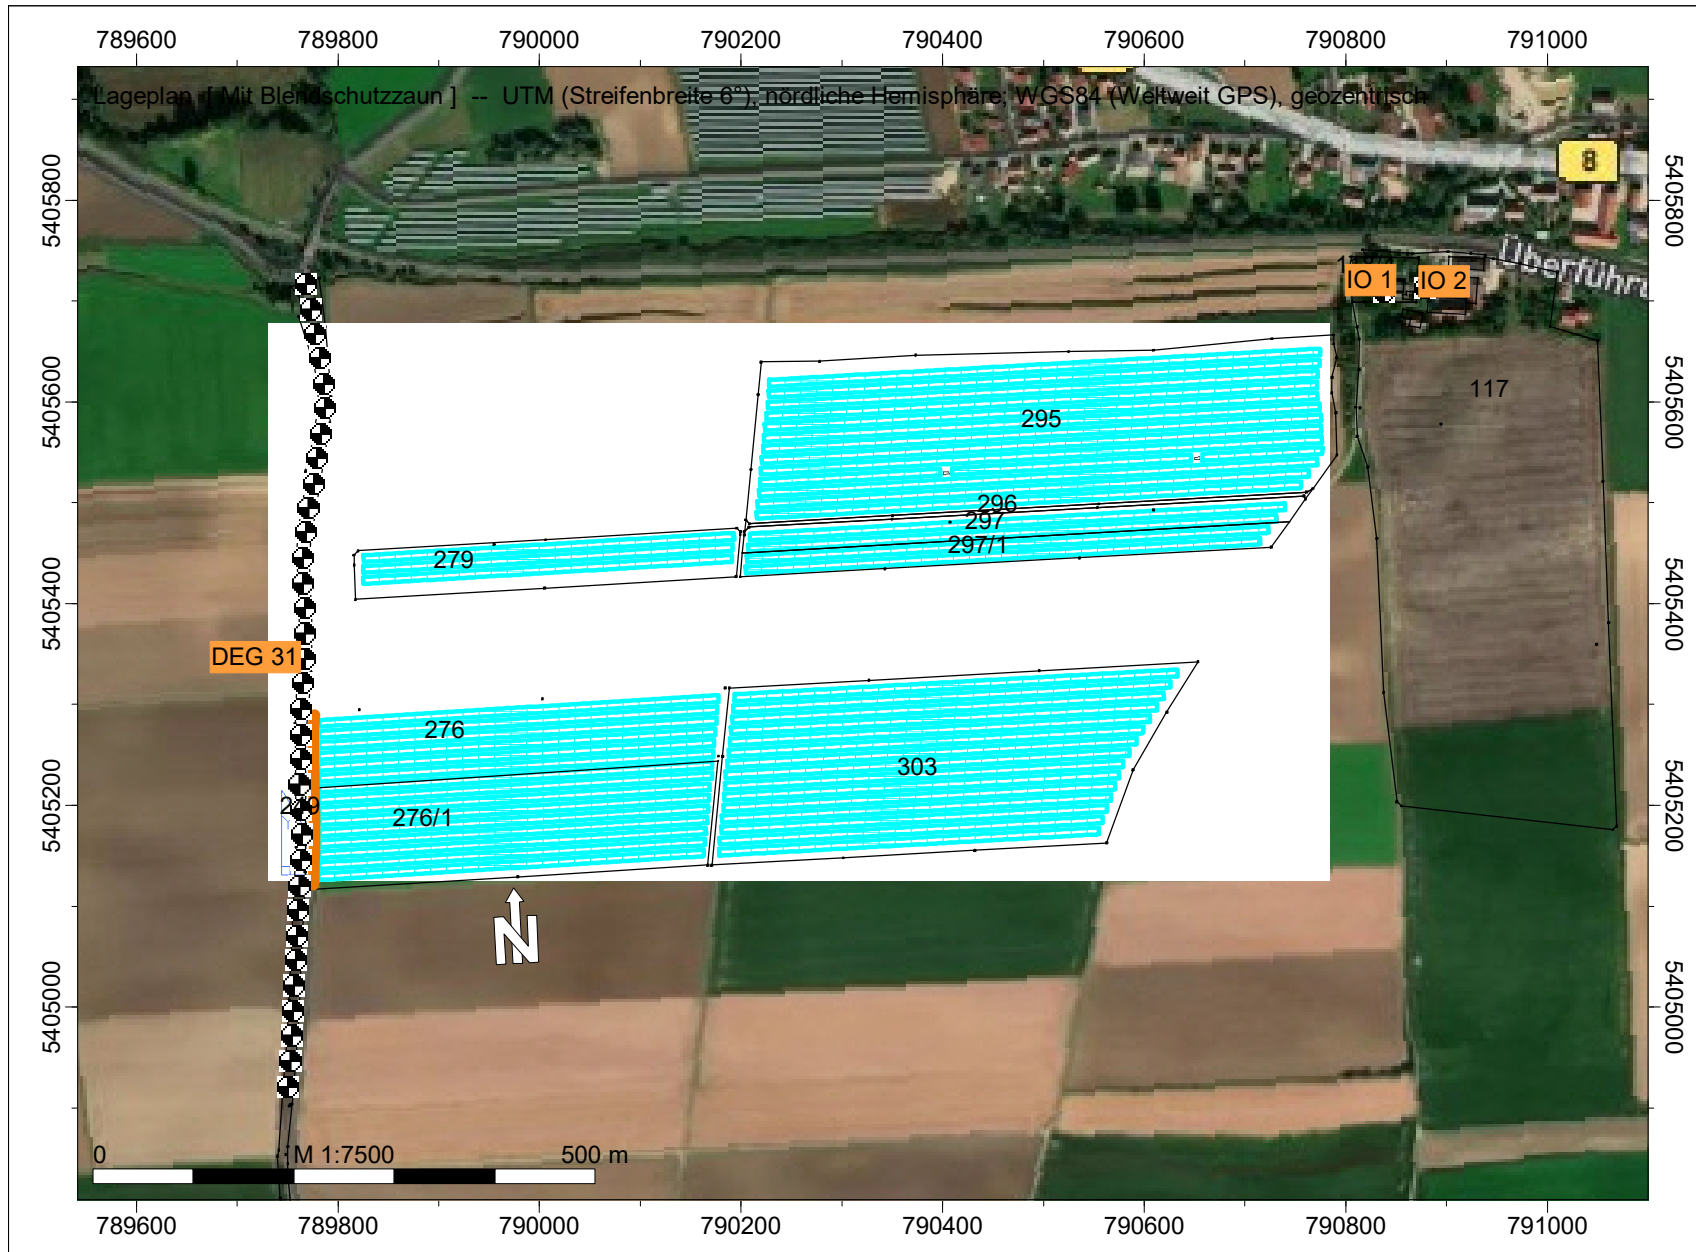 789600 789800 790000 790200 790400 790600 790800 791000
Lageplan [ Mit Blendschutzzaun ] -- UTM (Streifenbreite 6°), nördliche Hemisphäre; WGS84 (Weltweit GPS), geozentrisch
8
5405800 5405800
Überführu
IO 1 IO 2
5405600 5405600
117
295
296
297
297/1
279
5405400 5405400
DEG 31
276
303
249
276/1
5405200 5405200
N
5405000 5405000
0 M 1:7500 500 m
789600 789800 790000 790200 790400 790600 790800 791000